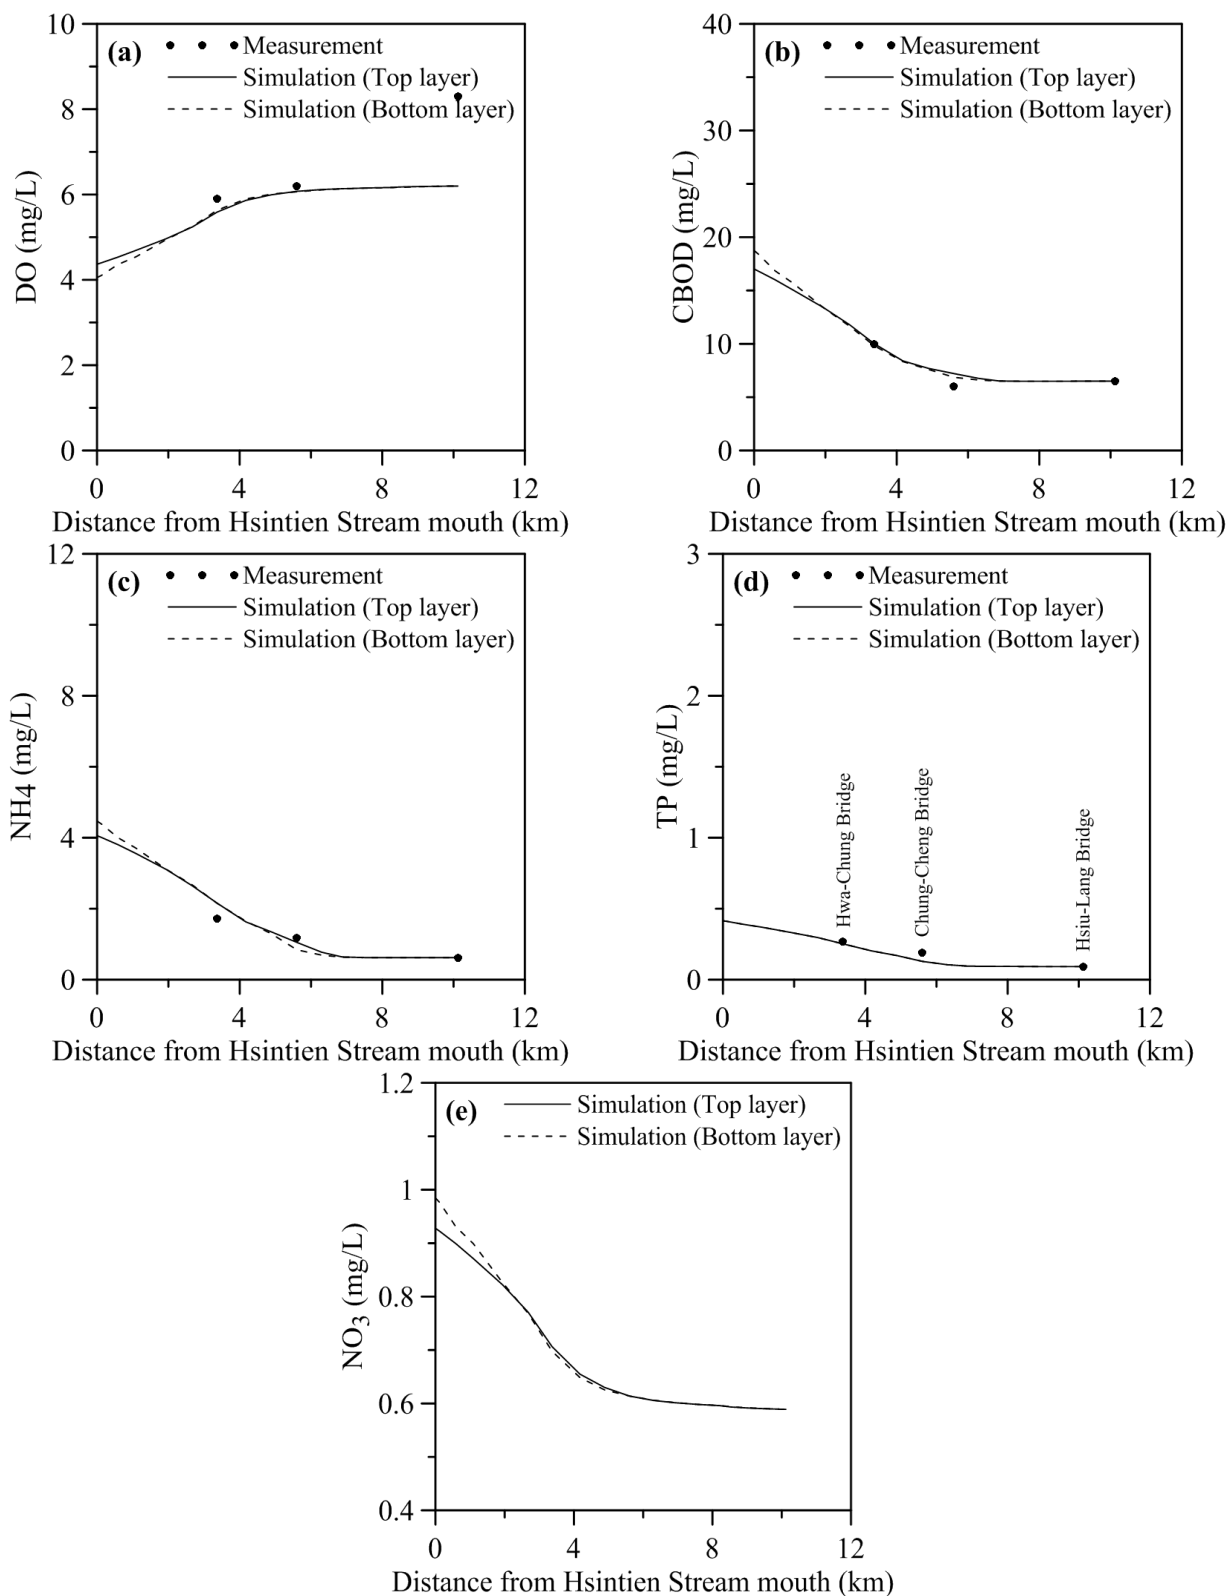 (a)
Measurement
Simulation (Top layer)
Simulation (Bottom layer)
10
8
6
4
2
0
DO (mg/L)
0 4 8 12
Distance from Hsintien Stream mouth (km)
(b)
Measurement
Simulation (Top layer)
Simulation (Bottom layer)
40
30
20
10
0
CBOD (mg/L)
0 4 8 12
Distance from Hsintien Stream mouth (km)
(c)
Measurement
Simulation (Top layer)
Simulation (Bottom layer)
12
8
4
0
NH4 (mg/L)
0 4 8 12
Distance from Hsintien Stream mouth (km)
(d)
Measurement
Simulation (Top layer)
Simulation (Bottom layer)
3
2
1
0
TP (mg/L)
Hwa-Chung Bridge
Chung-Cheng Bridge
Hsiu-Lang Bridge
0 4 8 12
Distance from Hsintien Stream mouth (km)
(e)
Simulation (Top layer)
Simulation (Bottom layer)
1.2
1
0.8
0.6
0.4
NO3 (mg/L)
0 4 8 12
Distance from Hsintien Stream mouth (km)